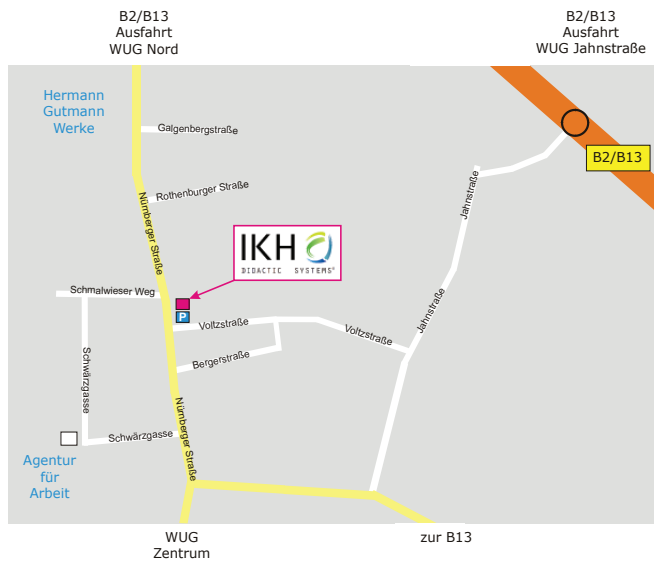 B2/B13
Ausfahrt
WUG Nord
B2/B13
Ausfahrt
WUG Jahnstraße
Hermann
Gutmann
Werke
Galgenbergstraße
B2/B13
Rothenburger Straße
Jahnstraße
Nürnberger Straße
IKH
DIDACTIC SYSTEMS®
Schmalwieser Weg
P
Voltzstraße
Voltzstraße
Jahnstraße
Bergerstraße
Schwärzgasse
Nürnberger Straße
Schwärzgasse
Agentur
für
Arbeit
WUG
Zentrum
zur B13